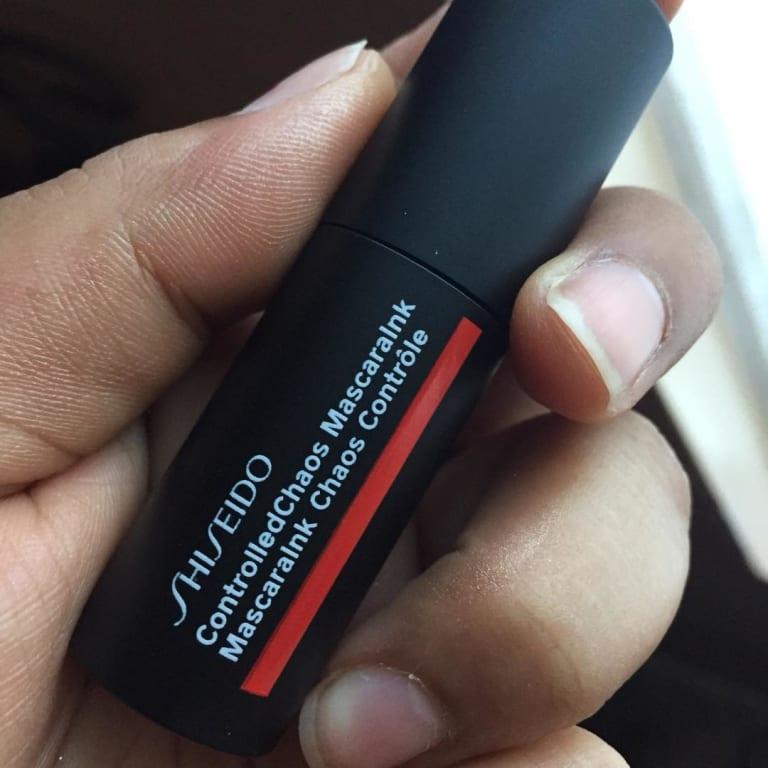 SHISEIDO
ControlledChaos MascaraInk
MascaraInk Chaos Contrôle